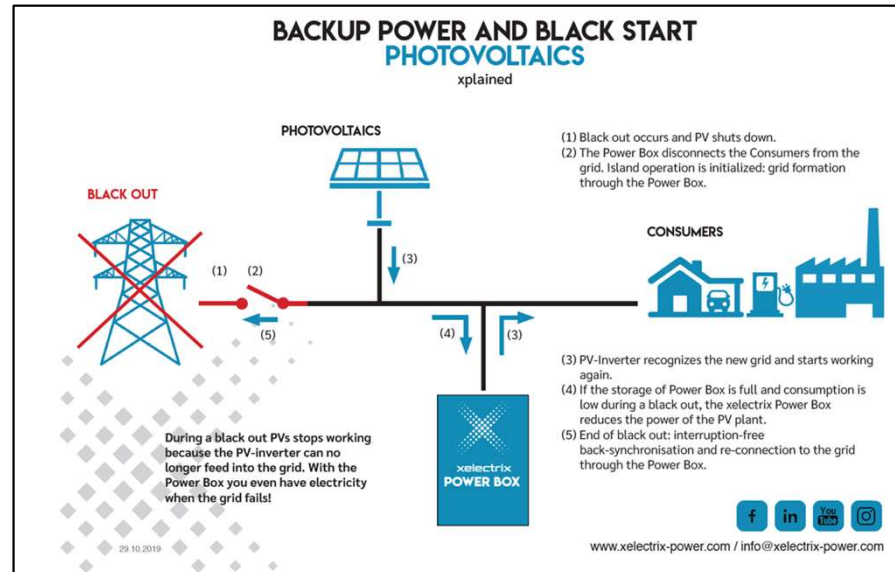 BACKUP POWER AND BLACK START
PHOTOVOLTAICS
xplained
PHOTOVOLTAICS
(1) Black out occurs and PV shuts down.
(2) The Power Box disconnects the Consumers from the
grid. Island operation is initialized: grid formation
through the Power Box.
BLACK OUT
CONSUMERS
(1)
(2)
(3)
(5)
(4)
(3)
(3) PV-Inverter recognizes the new grid and starts working
again.
(4) If the storage of Power Box is full and consumption is
low during a black out, the xelectrix Power Box
reduces the power of the PV plant.
(5) End of black out: interruption-free
back-synchronisation and re-connection to the grid
through the Power Box.
During a black out PVs stops working
because the PV-inverter can no
longer feed into the grid. With the
Power Box you even have electricity
when the grid fails!
xelectrix
POWER BOX
f in You Tube
29.10.2019
www.xelectrix-power.com / info@xelectrix-power.com